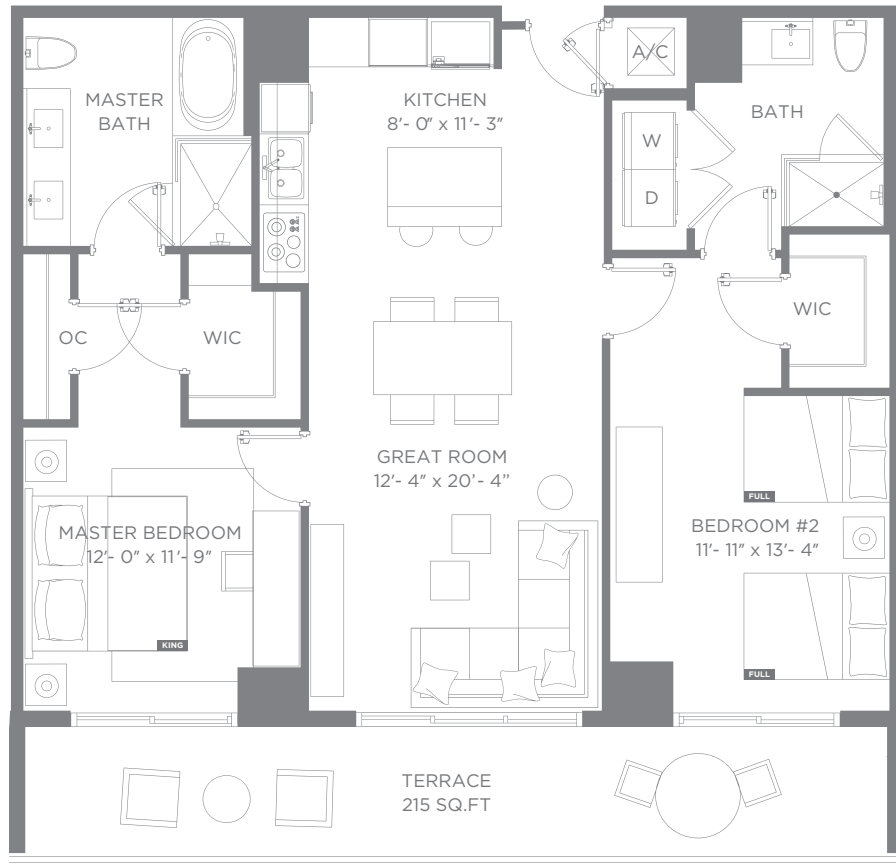 MASTER
BATH
KITCHEN
8'- 0" x 11'- 3"
A/C
BATH
W
D
OC
WIC
WIC
GREAT ROOM
12'- 4" x 20'- 4"
MASTER BEDROOM
12'- 0" x 11'- 9"
KING
FULL
BEDROOM #2
11'- 11" x 13'- 4"
FULL
TERRACE
215 SQ.FT